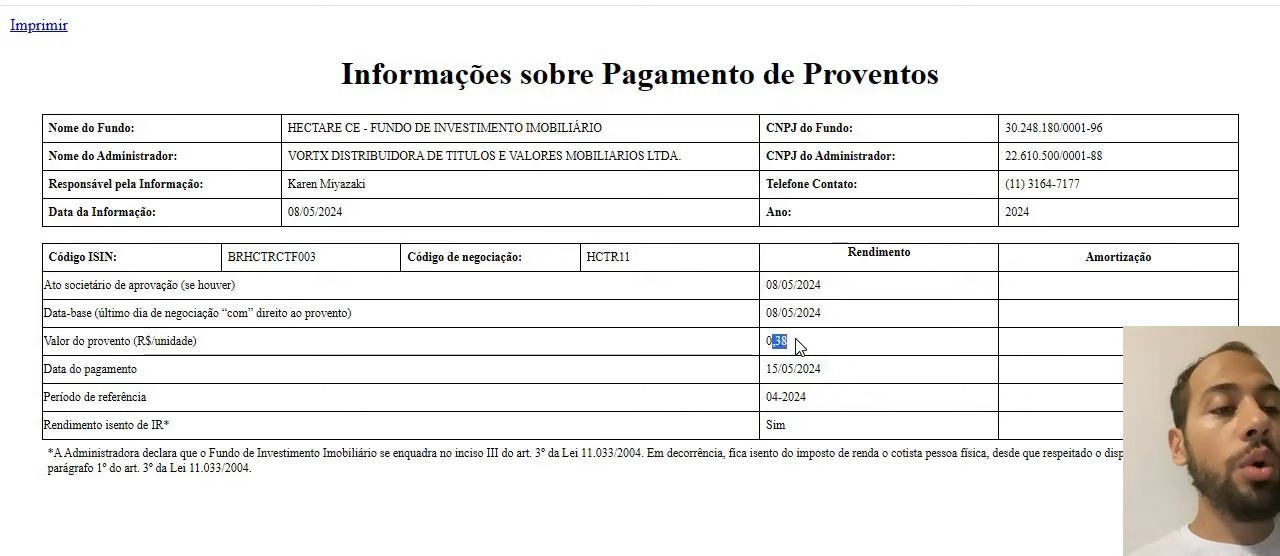 Imprimir
Informações sobre Pagamento de Proventos
Nome do Fundo: HECTARE CE - FUNDO DE INVESTIMENTO IMOBILIÁRIO CNPJ do Fundo: 30.248.180/0001-96
Nome do Administrador: VORTX DISTRIBUIDORA DE TITULOS E VALORES MOBILIARIOS LTDA. CNPJ do Administrador: 22.610.500/0001-88
Responsável pela Informação: Karen Miyazaki Telefone Contato: (11) 3164-7177
Data da Informação: 08/05/2024 Ano: 2024
Código ISIN: BRHCTRCTF003 Código de negociação: HCTR11 Rendimento Amortização
Ato societário de aprovação (se houver) 08/05/2024
Data-base (último dia de negociação “com” direito ao provento) 08/05/2024
Valor do provento (R$/unidade) 0,38
Data do pagamento 15/05/2024
Período de referência 04-2024
Rendimento isento de IR* Sim
*A Administradora declara que o Fundo de Investimento Imobiliário se enquadra no inciso III do art. 3º da Lei 11.033/2004. Em decorrência, fica isento do imposto de renda o cotista pessoa física, desde que respeitado o
parágrafo 1º do art. 3º da Lei 11.033/2004.